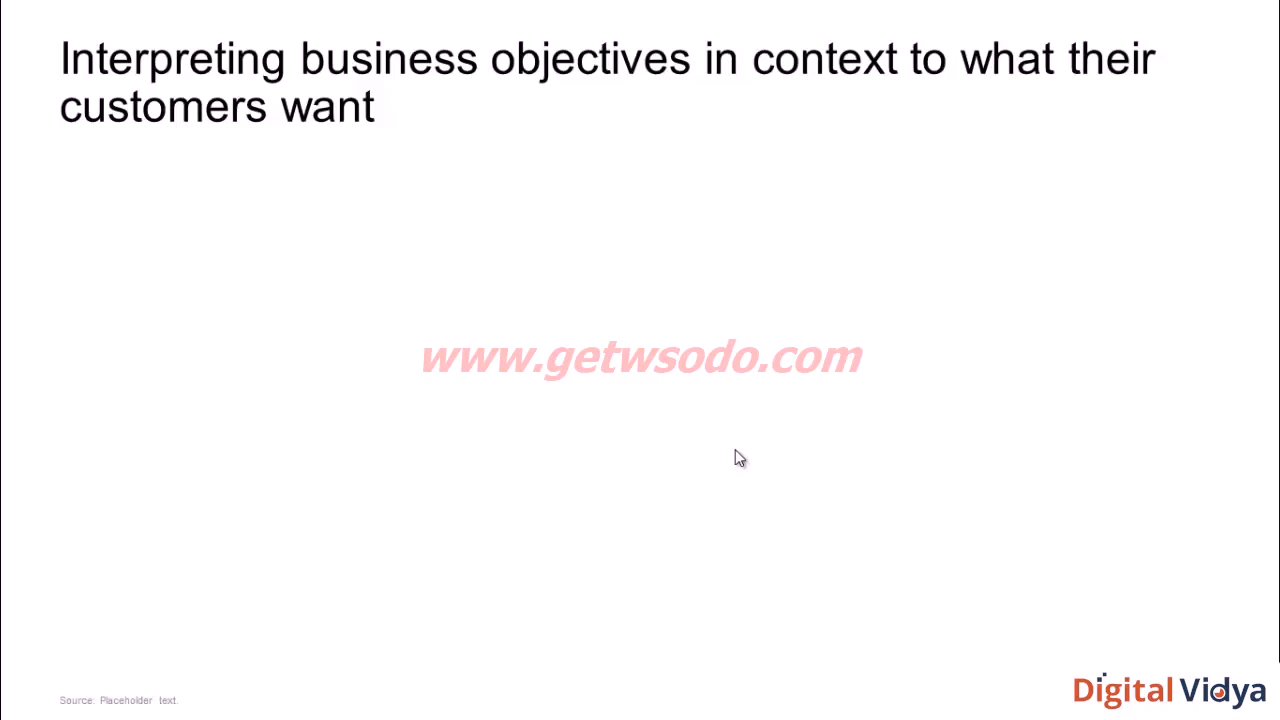 Interpreting business objectives in context to what their
customers want
www.getwsodo.com
Source: Placeholder text.
Digital Vidya